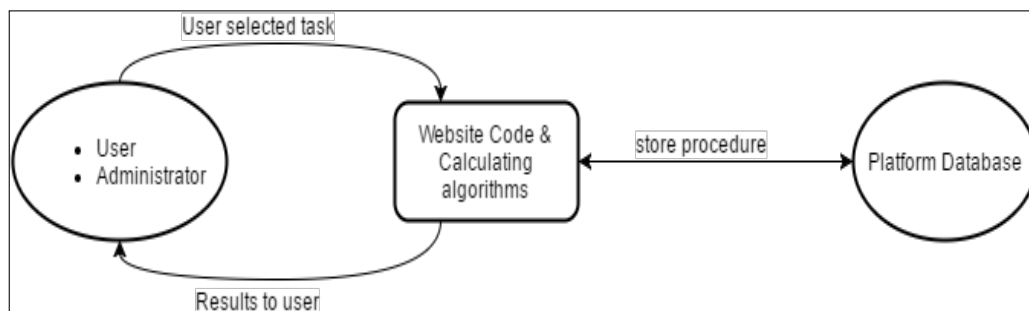 User selected task
• User
• Administrator
Website Code &
Calculating
algorithms
store procedure
Platform Database
Results to user